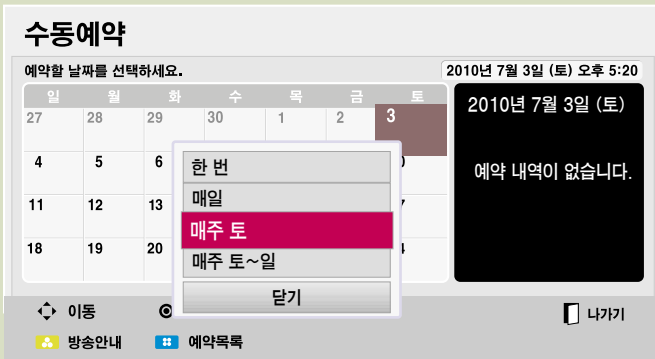 수동예약
예약할 날짜를 선택하세요.
2010년 7월 3일 (토) 오후 5:20
일 월 화 수 목 금 토
27 28 29 30 1 2 3
4 5 6
11 12 13
18 19 20
한 번
매일
매주 토
매주 토~일
닫기
2010년 7월 3일 (토)
예약 내역이 없습니다.
이동
나가기
방송안내 예약목록